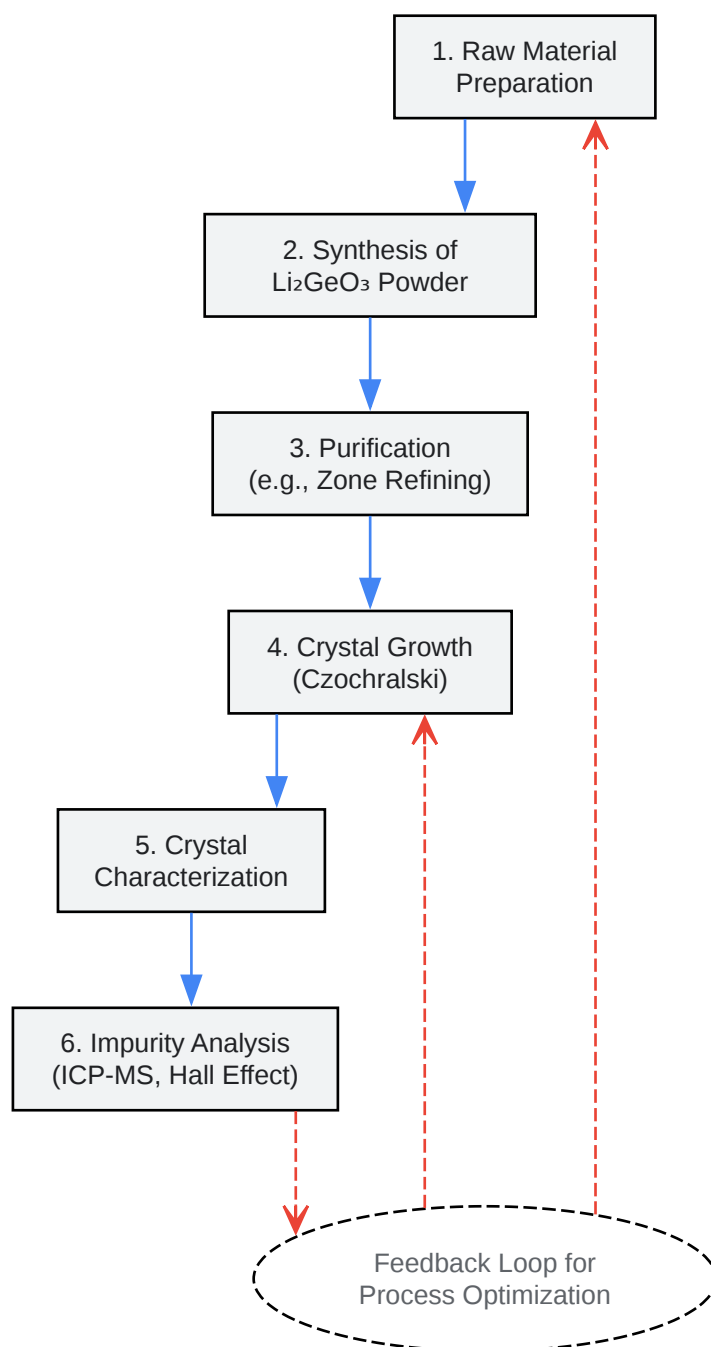 1. Raw Material
Preparation
2. Synthesis of
Li₂GeO₃ Powder
3. Purification
(e.g., Zone Refining)
4. Crystal Growth
(Czochralski)
5. Crystal
Characterization
6. Impurity Analysis
(ICP-MS, Hall Effect)
Feedback Loop for
Process Optimization